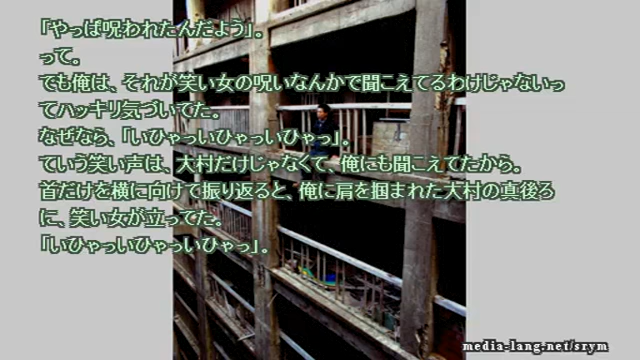 「やっぱ呪われたんだよう」。
って。
でも俺は、それが笑い女の呪いなんかで聞こえてるわけじゃないっ
てハッキリ気づいてた。
なぜなら、「いひゃっいひゃっいひゃっ」。
ていう笑い声は、大村だけじゃなくて、俺にも聞こえてたから。
首だけを横に向けて振り返ると、俺に肩を掴まれた大村の真後ろ
に、笑い女が立ってた。
「いひゃっいひゃっいひゃっ」。
media-lang.net/srym